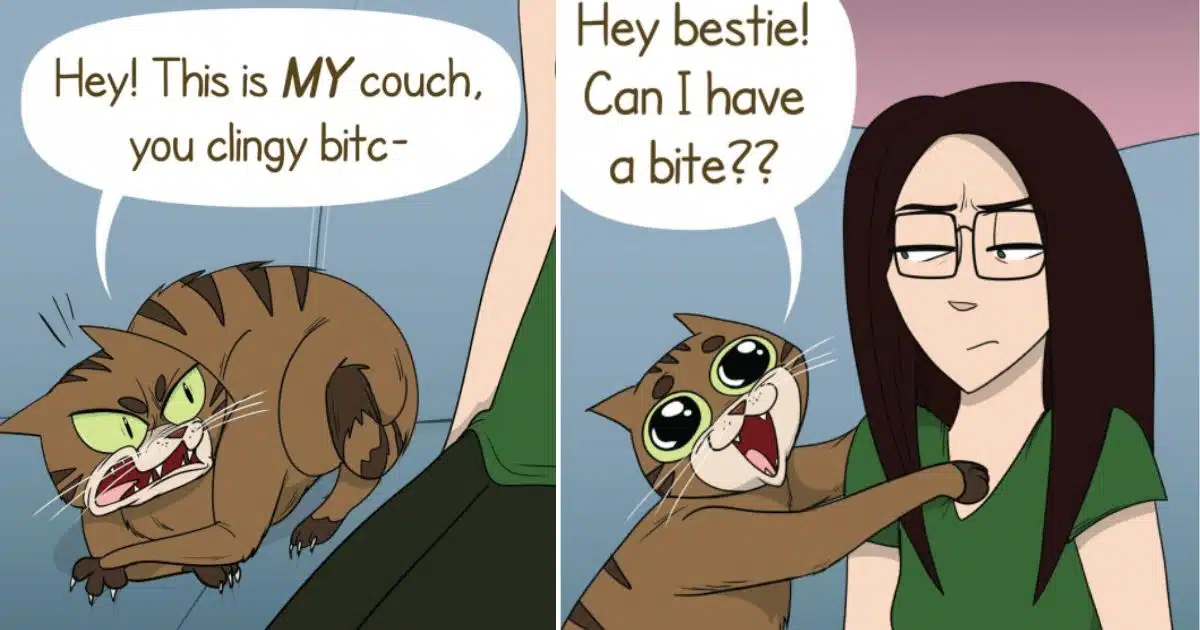 Hey! This is MY couch,
you clingy bitc-
Hey bestie!
Can I have
a bite??